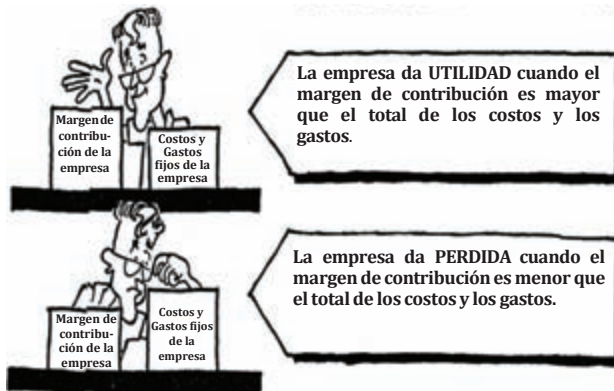 Margen de
contribu-
ción de la
empresa
Costos y
Gastos
fijos de la
empresa
La empresa da UTILIDAD cuando el
margen de contribución es mayor
que el total de los costos y los
gastos.
Margen de
contribu-
ción de la
empresa
Costos y
Gastos fijos
de la
empresa
La empresa da PERDIDA cuando el
margen de contribución es menor que
el total de los costos y los gastos.